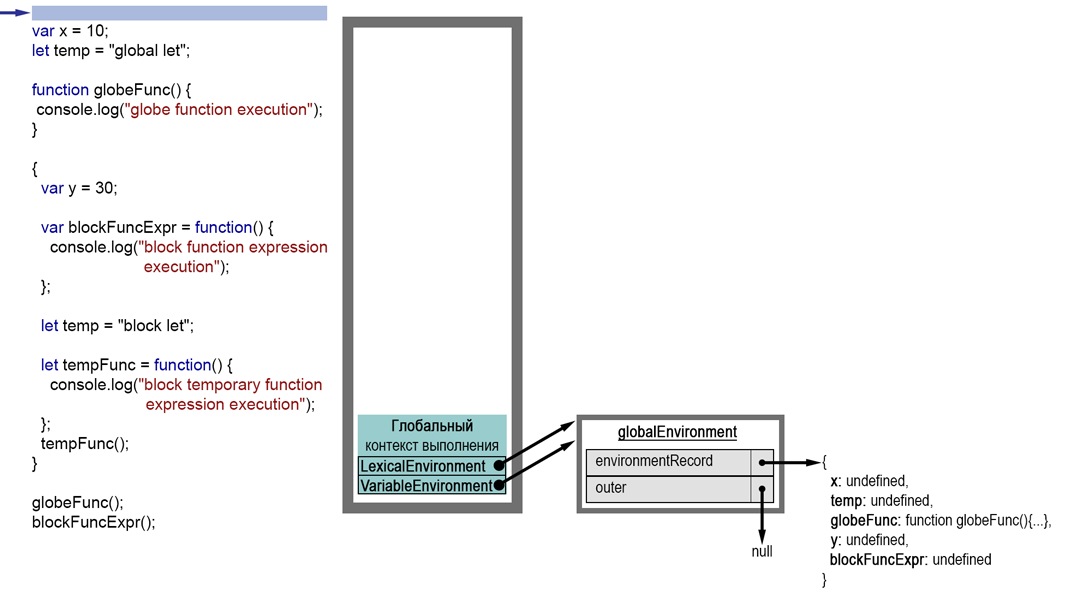 var x = 10;
let temp = "global let";
function globeFunc() {
console.log("globe function execution");
}
{
var y = 30;
var blockFuncExpr = function() {
console.log("block function expression
execution");
};
let temp = "block let";
let tempFunc = function() {
console.log("block temporary function
expression execution");
};
tempFunc();
}
globeFunc();
blockFuncExpr();
Глобальный
контекст выполнения
LexicalEnvironment
VariableEnvironment
globalEnvironment
environmentRecord
outer
null
{
x: undefined,
temp: undefined,
globeFunc: function globeFunc(){...},
y: undefined,
blockFuncExpr: undefined
}